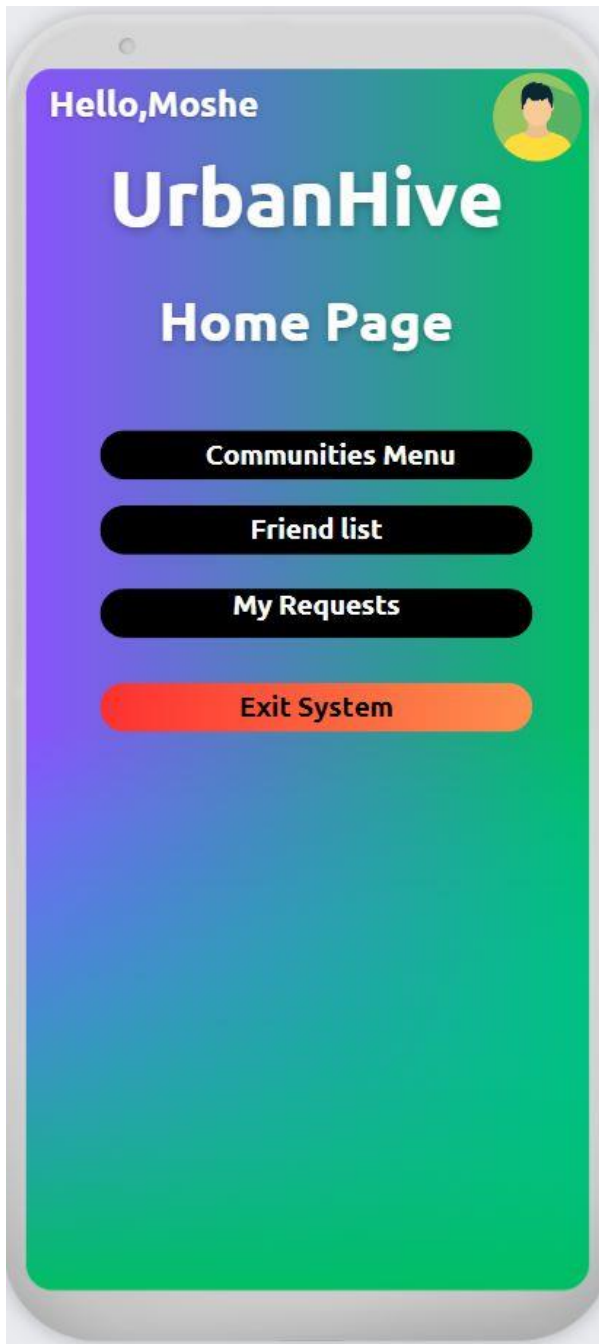 Hello,Moshe
UrbanHive
Home Page
Communities Menu
Friend list
My Requests
Exit System